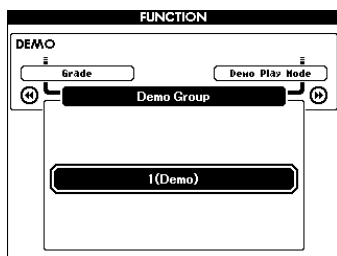 FUNCTION
DEMO
Grade
Demo Play Mode
Demo Group
1(Demo)